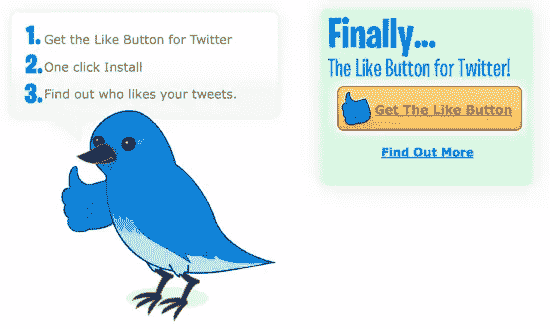 1. Get the Like Button for Twitter
2. One click Install
3. Find out who likes your tweets.
Finally...
The Like Button for Twitter!
Get The Like Button
Find Out More